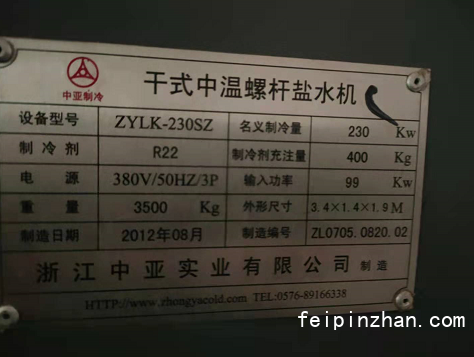 中亚制冷
干式中温螺杆盐水机
设备型号 ZYLK-230SZ 名义制冷量 230 Kw
制冷剂 R22 制冷剂充注量 400 Kg
电源 380V/50HZ/3P 输入功率 99 Kw
重量 3500 Kg 外形尺寸 3.4×1.4×1.9 M
制造日期 2012年08月 制造编号 ZL0705.0820.02
浙江中亚实业有限公司 制造
HTTP://www.zhongyacold.com TEL:0576-89166338
feipinzhan.com